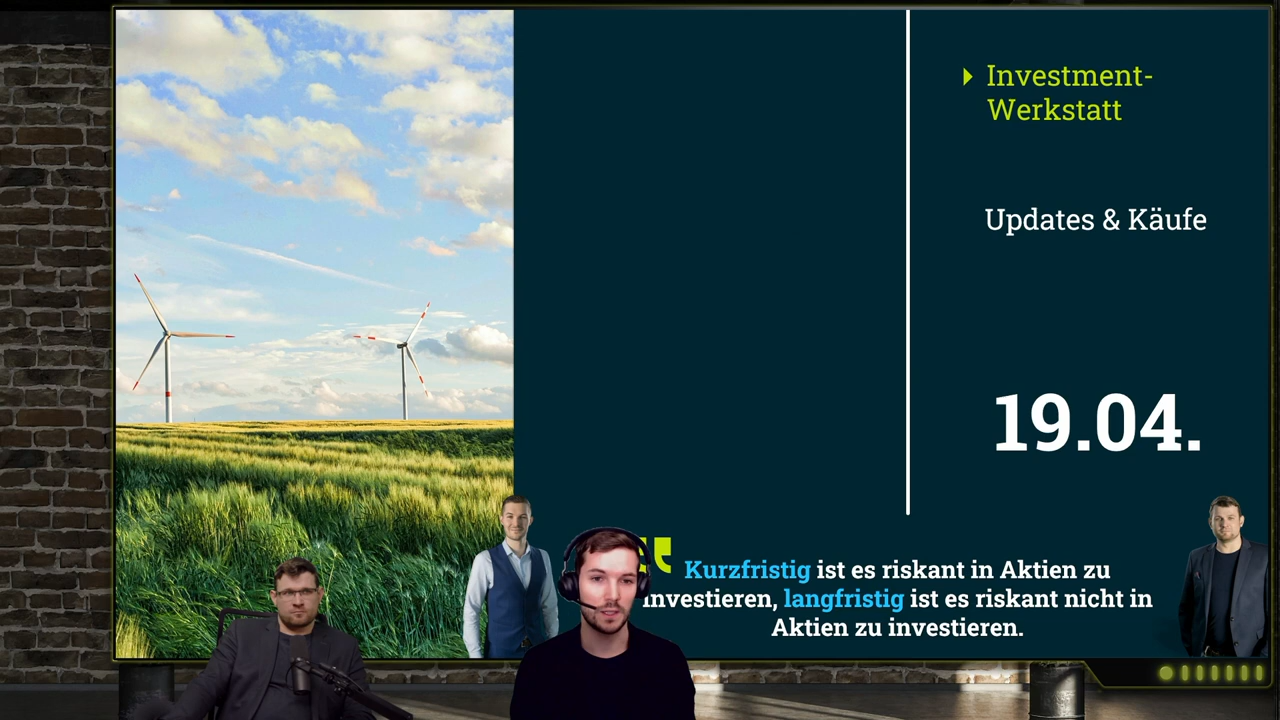 Investment-
Werkstatt
Updates & Käufe
19.04.
Kurzfristig ist es riskant in Aktien zu
investieren, langfristig ist es riskant nicht in
Aktien zu investieren.